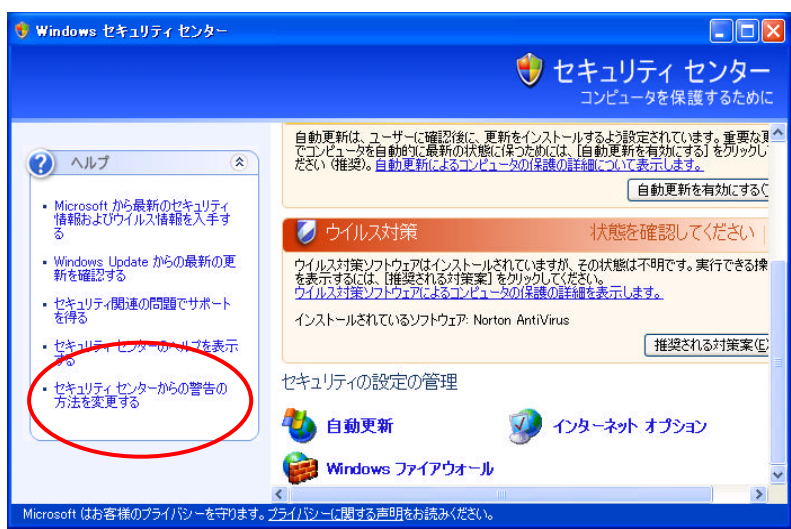 Windows セキュリティ センター
セキュリティ センター
コンピュータを保護するために
ヘルプ
Microsoft から最新のセキュリティ
情報およびウイルス情報を入手す
る
Windows Update からの最新の更
新を確認する
セキュリティ関連の問題でサポート
を得る
セキュリティ センターのヘルプを表示
する
セキュリティ センターからの警告の
方法を変更する
自動更新は、ユーザーに確認後に、更新をインストールするよう設定されています。重要な更
でコンピュータを自動的に最新の状態に保つためには、[自動更新を有効にする] をクリックし
ださい (推奨)。自動更新によるコンピュータの保護の詳細について表示します。
自動更新を有効にする(
ウイルス対策
状態を確認してください
ウイルス対策ソフトウェアはインストールされていますが、その状態は不明です。実行できる操
を表示するには、[推奨される対策案] をクリックしてください。
ウイルス対策ソフトウェアによるコンピュータの保護の詳細を表示します。
インストールされているソフトウェア: Norton AntiVirus
推奨される対策案(E)
セキュリティの設定の管理
自動更新
インターネット オプション
Windows ファイアウォール
Microsoft はお客様のプライバシーを守ります。プライバシーに関する声明をお読みください。